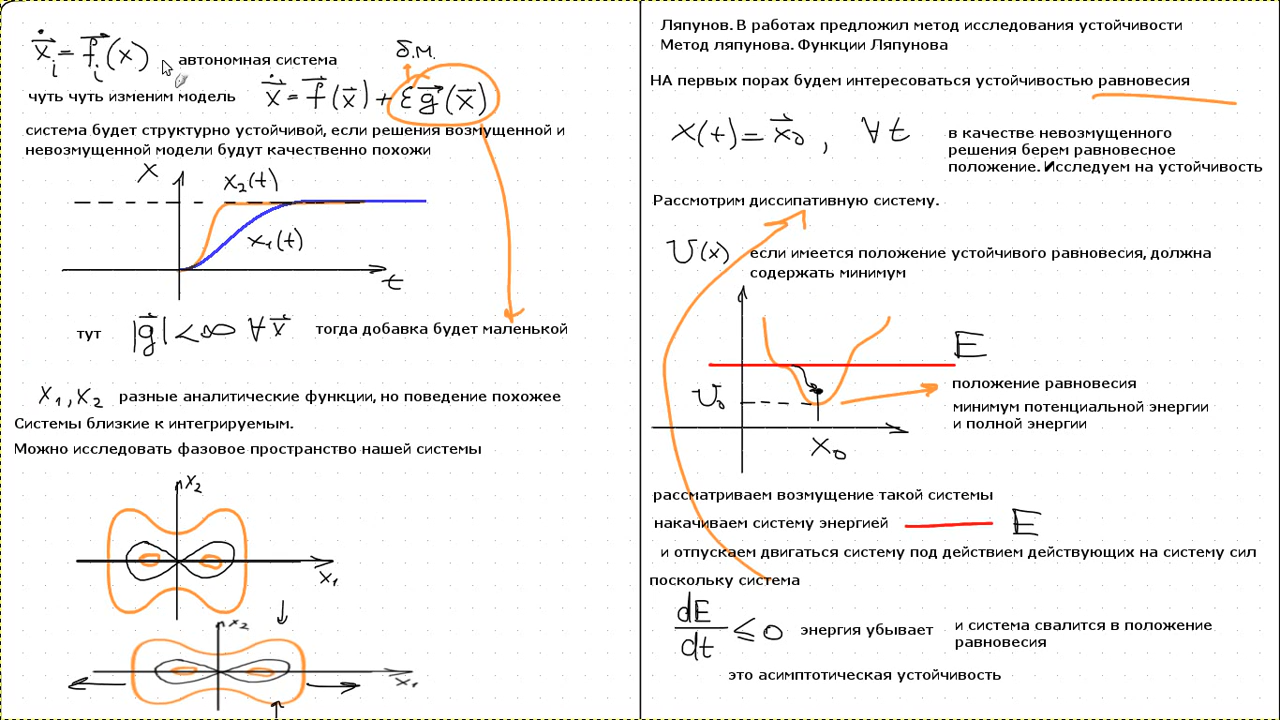 ẋ⃗ᵢ = f⃗ᵢ(x) автономная система
б.м.
чуть чуть изменим модель ẋ⃗ = f⃗(x⃗) + εg⃗(x⃗)
система будет структурно устойчивой, если решения возмущенной и
невозмущенной модели будут качественно похожи
x
x₂(t)
x₁(t)
t
тут |g⃗| < ∞ ∀x⃗ тогда добавка будет маленькой
x₁, x₂ разные аналитические функции, но поведение похожее
Системы близкие к интегрируемым.
Можно исследовать фазовое пространство нашей системы
x₂
x₁
x₂
x₁
Ляпунов. В работах предложил метод исследования устойчивости
Метод ляпунова. Функции Ляпунова
НА первых порах будем интересоваться устойчивостью равновесия
x(t) = x⃗₀, ∀t
в качестве невозмущенного
решения берем равновесное
положение. Исследуем на устойчивость
Рассмотрим диссипативную систему.
U(x) если имеется положение устойчивого равновесия, должна
содержать минимум
E
положение равновесия
U₀
минимум потенциальной энергии
и полной энергии
x₀
рассматриваем возмущение такой системы
накачиваем систему энергией E
и отпускаем двигаться систему под действием действующих на систему сил
поскольку система
dE/dt ≤ 0 энергия убывает
и система свалится в положение
равновесия
это асимптотическая устойчивость